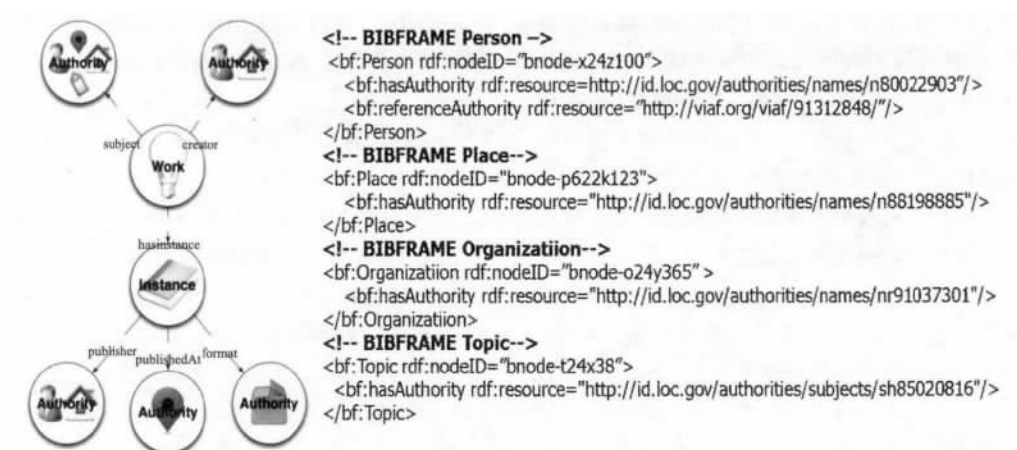 Authority
Authority
subject
creator
Work
hasinstance
Instance
publisher
publishedAt
format
Authority
Authority
Authority
<!-- BIBFRAME Person -->
<bf:Person rdf:nodeID="bnode-x24z100">
<bf:hasAuthority rdf:resource=http://id.loc.gov/authorities/names/n80022903"/>
<bf:referenceAuthority rdf:resource="http://viaf.org/viaf/91312848/"/>
</bf:Person>
<!-- BIBFRAME Place-->
<bf:Place rdf:nodeID="bnode-p622k123">
<bf:hasAuthority rdf:resource="http://id.loc.gov/authorities/names/n88198885"/>
</bf:Place>
<!-- BIBFRAME Organizatiion-->
<bf:Organizatiion rdf:nodeID="bnode-o24y365" >
<bf:hasAuthority rdf:resource="http://id.loc.gov/authorities/names/nr91037301"/>
</bf:Organizatiion>
<!-- BIBFRAME Topic-->
<bf:Topic rdf:nodeID="bnode-t24x38">
<bf:hasAuthority rdf:resource="http://id.loc.gov/authorities/subjects/sh85020816"/>
</bf:Topic>